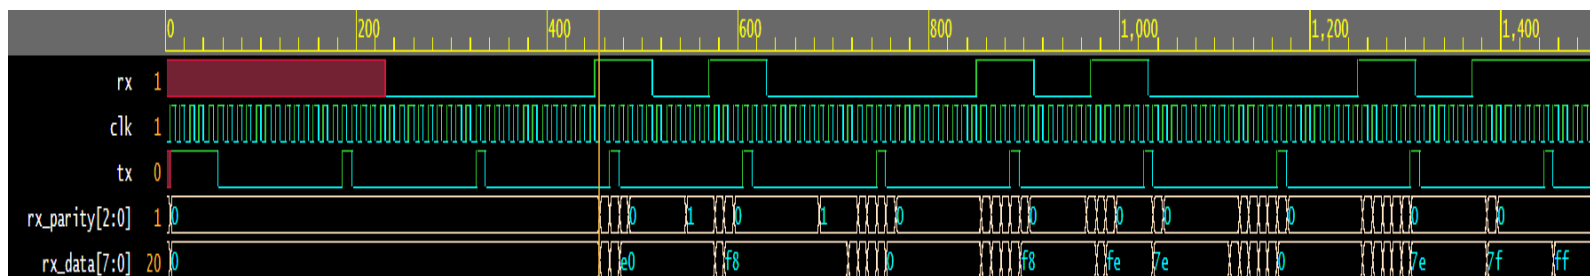 0 200 400 600 800 1,000 1,200 1,400
rx 1
clk 1
tx 0
rx_parity[2:0] 1 0 0 1 0 1 0 0 0 0 0 0 0
rx_data[7:0] 20 0 e0 f8 0 f8 fe 7e 0 7e 7f ff